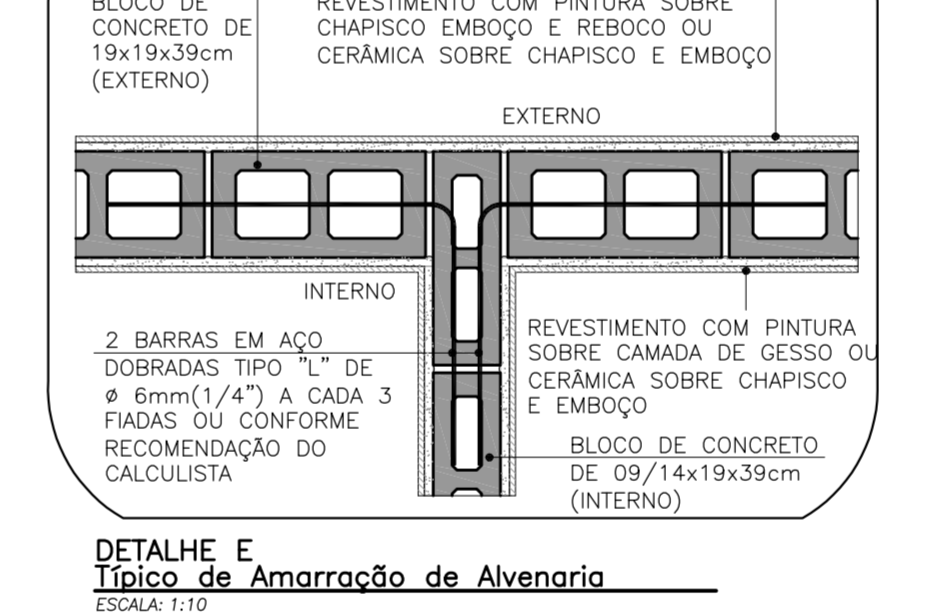 BLOCO DE
CONCRETO DE
19x19x39cm
(EXTERNO)
REVESTIMENTO COM PINTURA SOBRE
CHAPISCO EMBOÇO E REBOCO OU
CERÂMICA SOBRE CHAPISCO E EMBOÇO
EXTERNO
INTERNO
2 BARRAS EM AÇO
DOBRADAS TIPO "L" DE
ø 6mm(1/4") A CADA 3
FIADAS OU CONFORME
RECOMENDAÇÃO DO
CALCULISTA
REVESTIMENTO COM PINTURA
SOBRE CAMADA DE GESSO OU
CERÂMICA SOBRE CHAPISCO
E EMBOÇO
BLOCO DE CONCRETO
DE 09/14x19x39cm
(INTERNO)
DETALHE E
Típico de Amarração de Alvenaria
ESCALA: 1:10